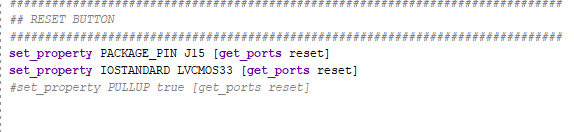 ################################################################################
## RESET BUTTON
################################################################################
set_property PACKAGE_PIN J15 [get_ports reset]
set_property IOSTANDARD LVCMOS33 [get_ports reset]
#set_property PULLUP true [get_ports reset]